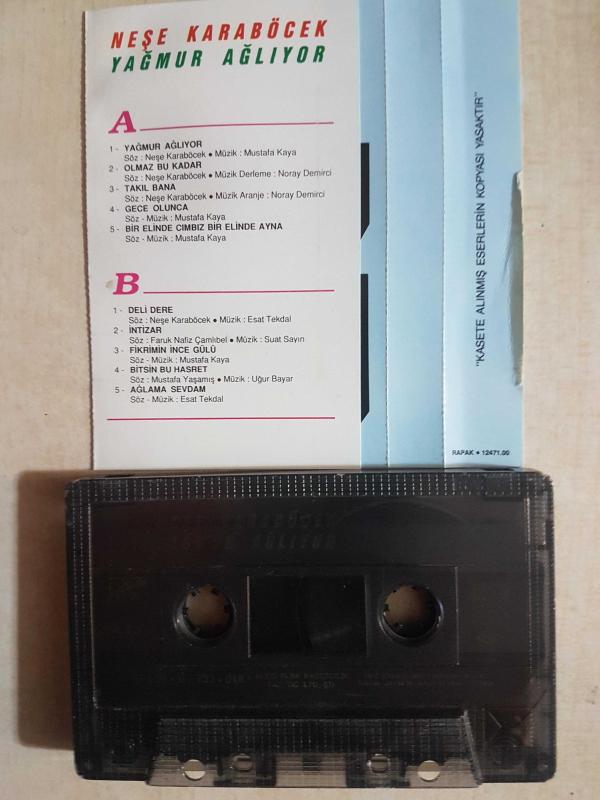 NEŞE KARABÖCEK
YAĞMUR AĞLIYOR
A
1 - YAĞMUR AĞLIYOR
Söz : Neşe Karaböcek ● Müzik : Mustafa Kaya
2 - OLMAZ BU KADAR
Söz : Neşe Karaböcek ● Müzik Derleme : Noray Demirci
3 - TAKIL BANA
Söz : Neşe Karaböcek ● Müzik Aranje : Noray Demirci
4 - GECE OLUNCA
Söz - Müzik : Mustafa Kaya
5 - BİR ELİNDE CIMBIZ BİR ELİNDE AYNA
Söz - Müzik : Mustafa Kaya
B
1 - DELİ DERE
Söz : Neşe Karaböcek ● Müzik : Esat Tekdal
2 - İNTİZAR
Söz : Faruk Nafiz Çamlıbel ● Müzik : Suat Sayın
3 - FİKRİMİN İNCE GÜLÜ
Söz - Müzik : Mustafa Kaya
4 - BİTSİN BU HASRET
Söz : Mustafa Yaşamış ● Müzik : Uğur Bayar
5 - AĞLAMA SEVDAM
Söz - Müzik : Esat Tekdal
"KASETE ALINMIŞ ESERLERİN KOPYASI YASAKTIR"
RAPAK ● 12471.00
NEŞE KARABÖCEK
YAĞMUR AĞLIYOR